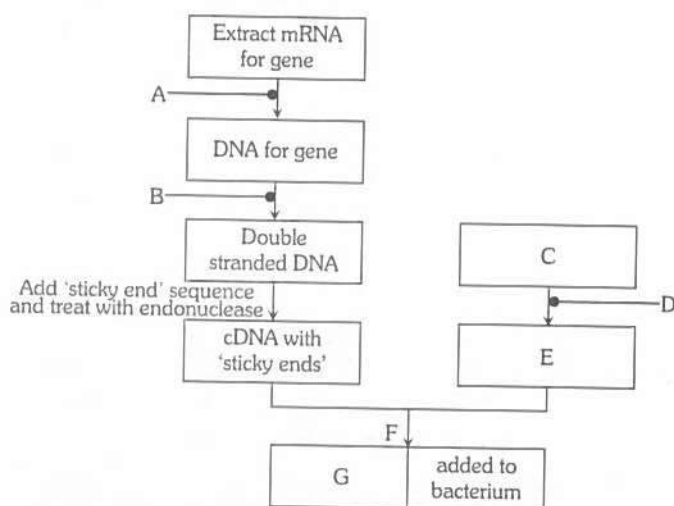 Extract mRNA
for gene
A
DNA for gene
B
Double
stranded DNA
C
Add 'sticky end' sequence
and treat with endonuclease
D
cDNA with
'sticky ends'
E
F
G
added to
bacterium